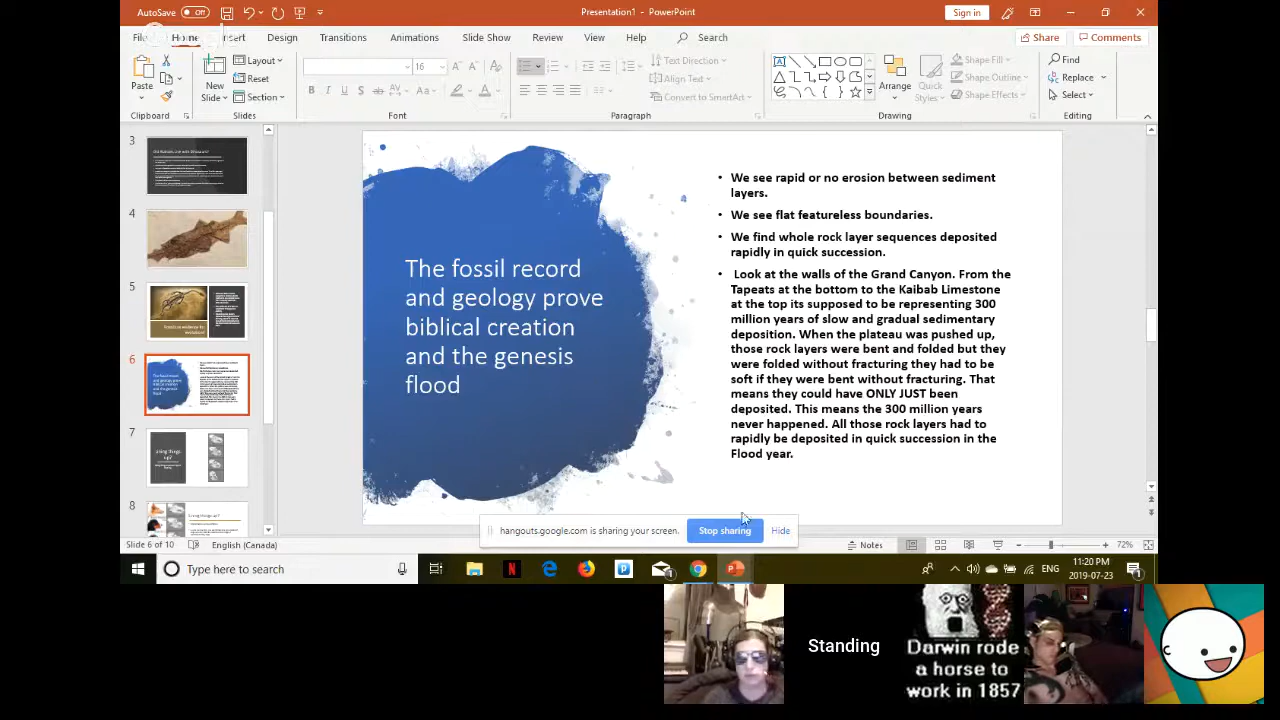 AutoSave Off
Presentation1 - PowerPoint
Sign in
File Home Insert Design Transitions Animations Slide Show Review View Help Search Share Comments
Paste
New Slide
Layout
Reset
Section
16
Text Direction
Align Text
Convert to SmartArt
Arrange
Quick Styles
Shape Fill
Shape Outline
Shape Effects
Find
Replace
Select
Clipboard Slides Font Paragraph Drawing Editing
3
4
5
6
7
8
The fossil record
and geology prove
biblical creation
and the genesis
flood
• We see rapid or no erosion between sediment
layers.
• We see flat featureless boundaries.
• We find whole rock layer sequences deposited
rapidly in quick succession.
• Look at the walls of the Grand Canyon. From the
Tapeats at the bottom to the Kaibab Limestone
at the top its supposed to be representing 300
million years of slow and gradual sedimentary
deposition. When the plateau was pushed up,
those rock layers were bent and folded but they
were folded without fracturing they had to be
soft if they were bent without fracturing. That
means they could have ONLY JUST been
deposited. This means the 300 million years
never happened. All those rock layers had to
rapidly be deposited in quick succession in the
Flood year.
hangouts.google.com is sharing your screen. Stop sharing Hide
Slide 6 of 10 English (Canada) Notes 72%
Type here to search
ENG
11:20 PM
2019-07-23
Standing
Darwin rode
a horse to
work in 1857